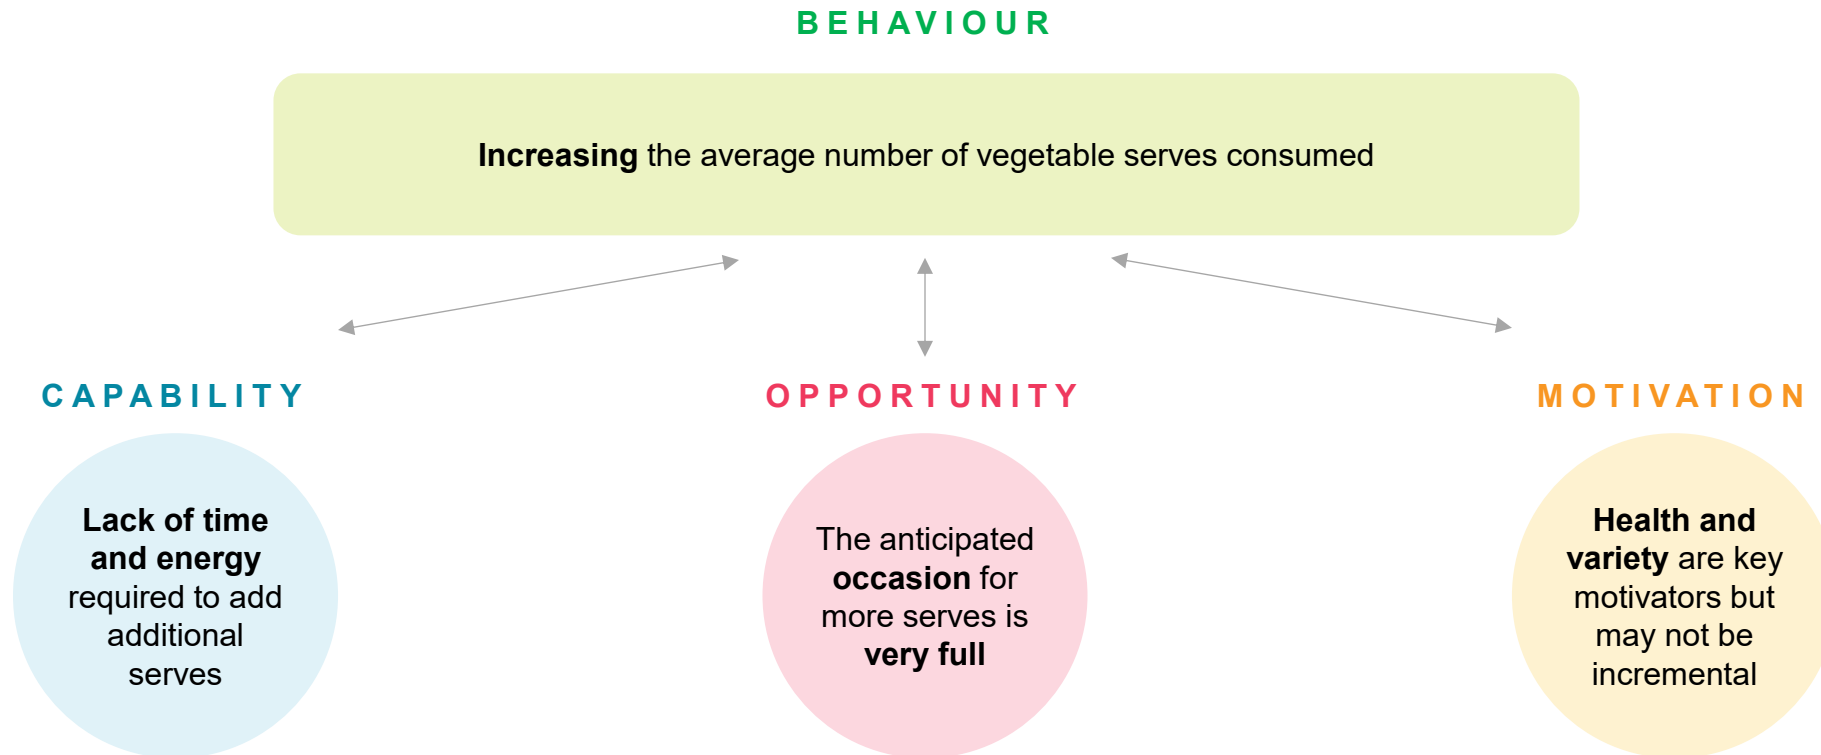 BEHAVIOUR
Increasing the average number of vegetable serves consumed
CAPABILITY
Lack of time
and energy
required to add
additional
serves
OPPORTUNITY
The anticipated
occasion for
more serves is
very full
MOTIVATION
Health and
variety are key
motivators but
may not be
incremental